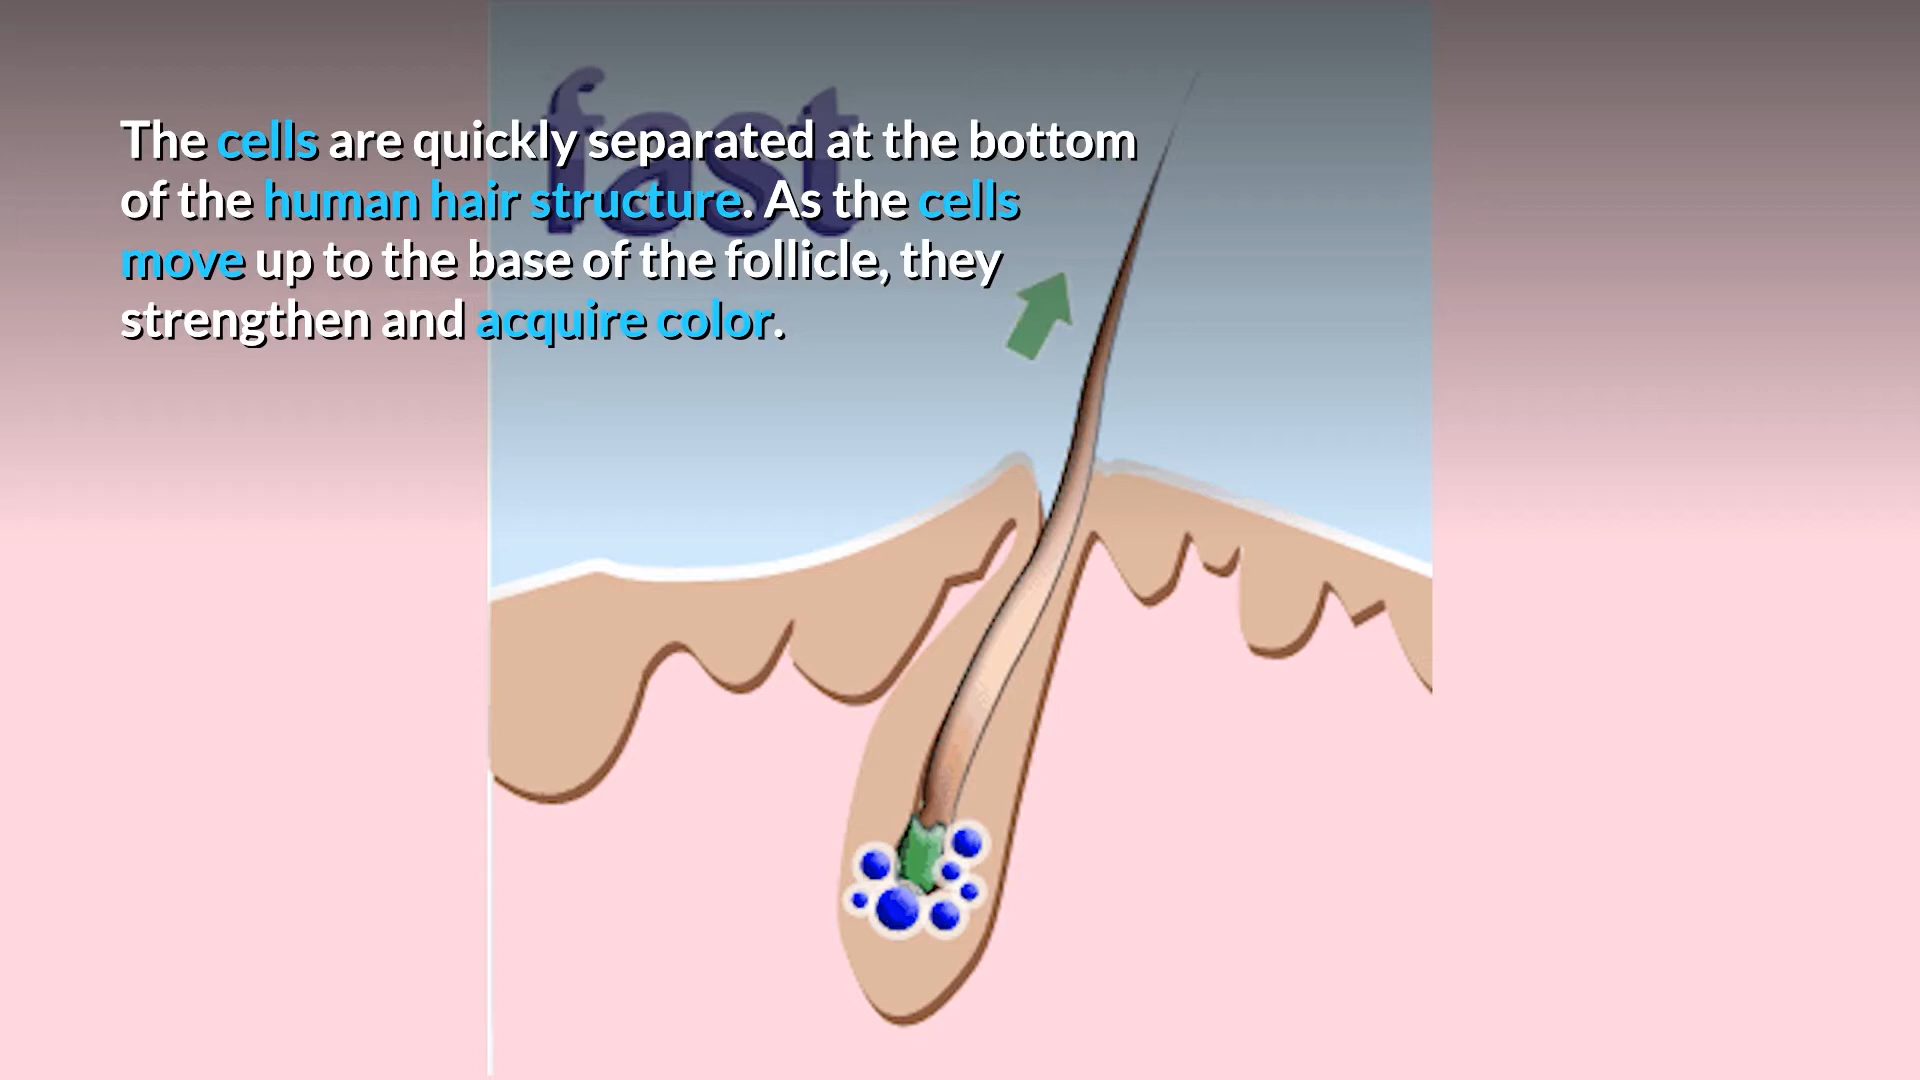 fast
The cells are quickly separated at the bottom
of the human hair structure. As the cells
move up to the base of the follicle, they
strengthen and acquire color.